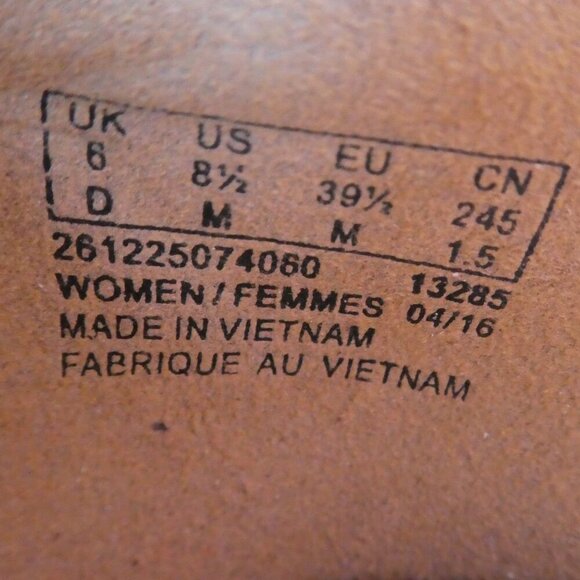 UK US EU CN
6 8½ 39½ 245
D M M 1.5
261225074060 13285
WOMEN/FEMMES 04/16
MADE IN VIETNAM
FABRIQUE AU VIETNAM